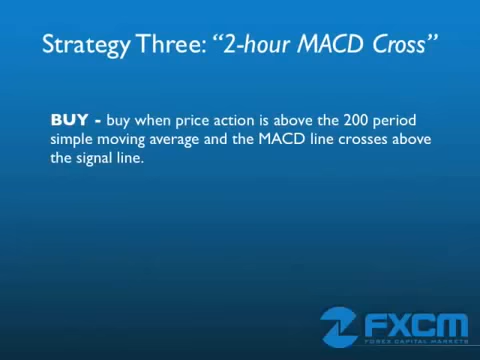 Strategy Three: “2-hour MACD Cross”
BUY - buy when price action is above the 200 period
simple moving average and the MACD line crosses above
the signal line.
FXCM
FOREX CAPITAL MARKETS